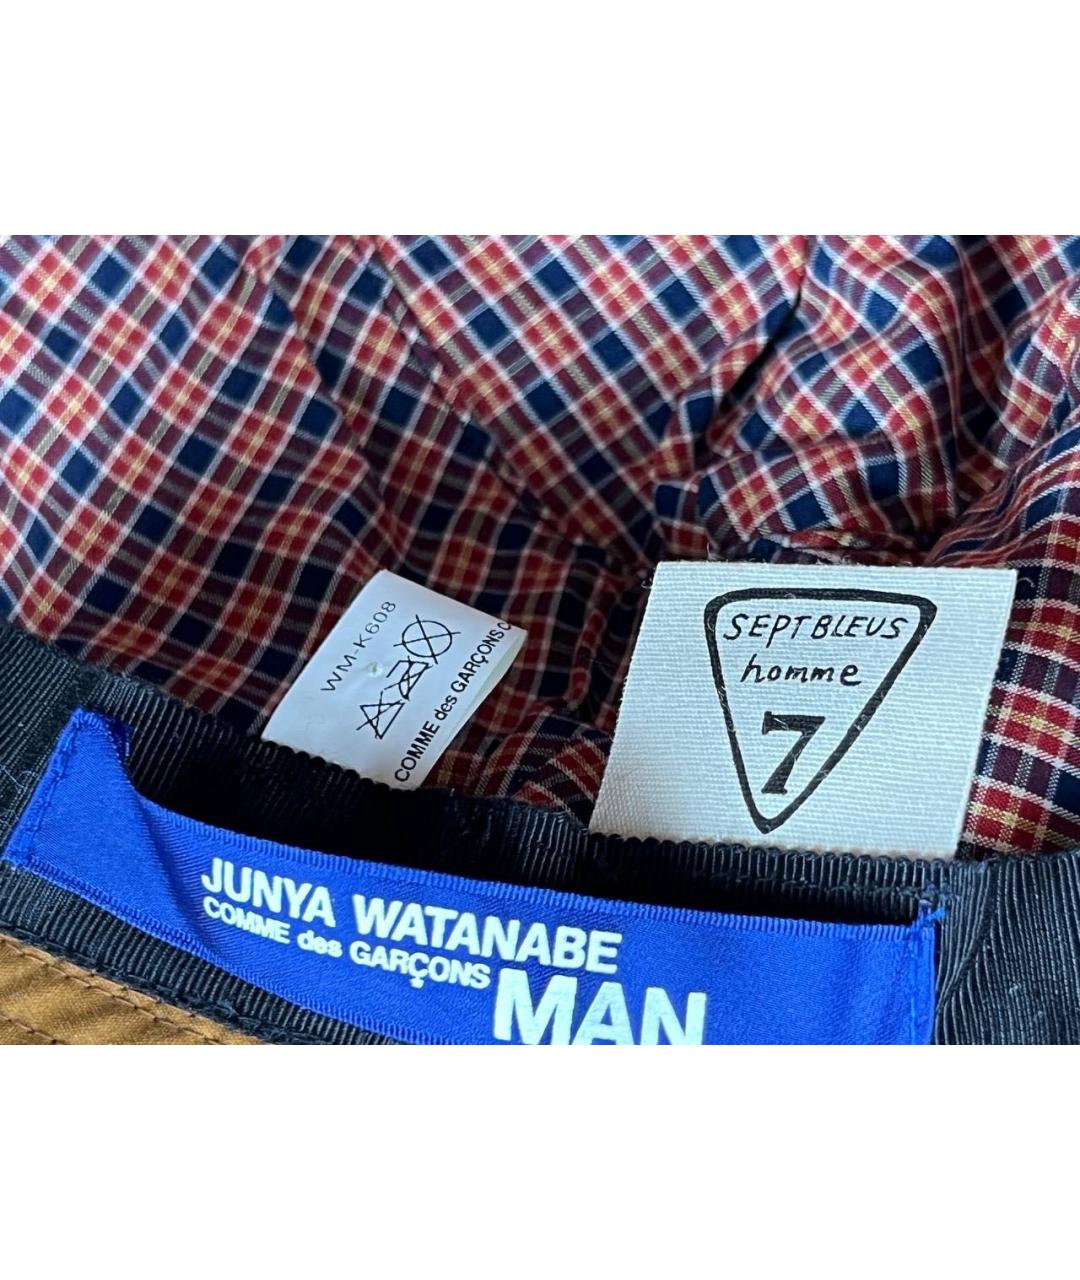 WM-K608
COMME des GARÇONS
SEPT BLEUS
homme
7
JUNYA WATANABE
COMME des GARÇONS
MAN